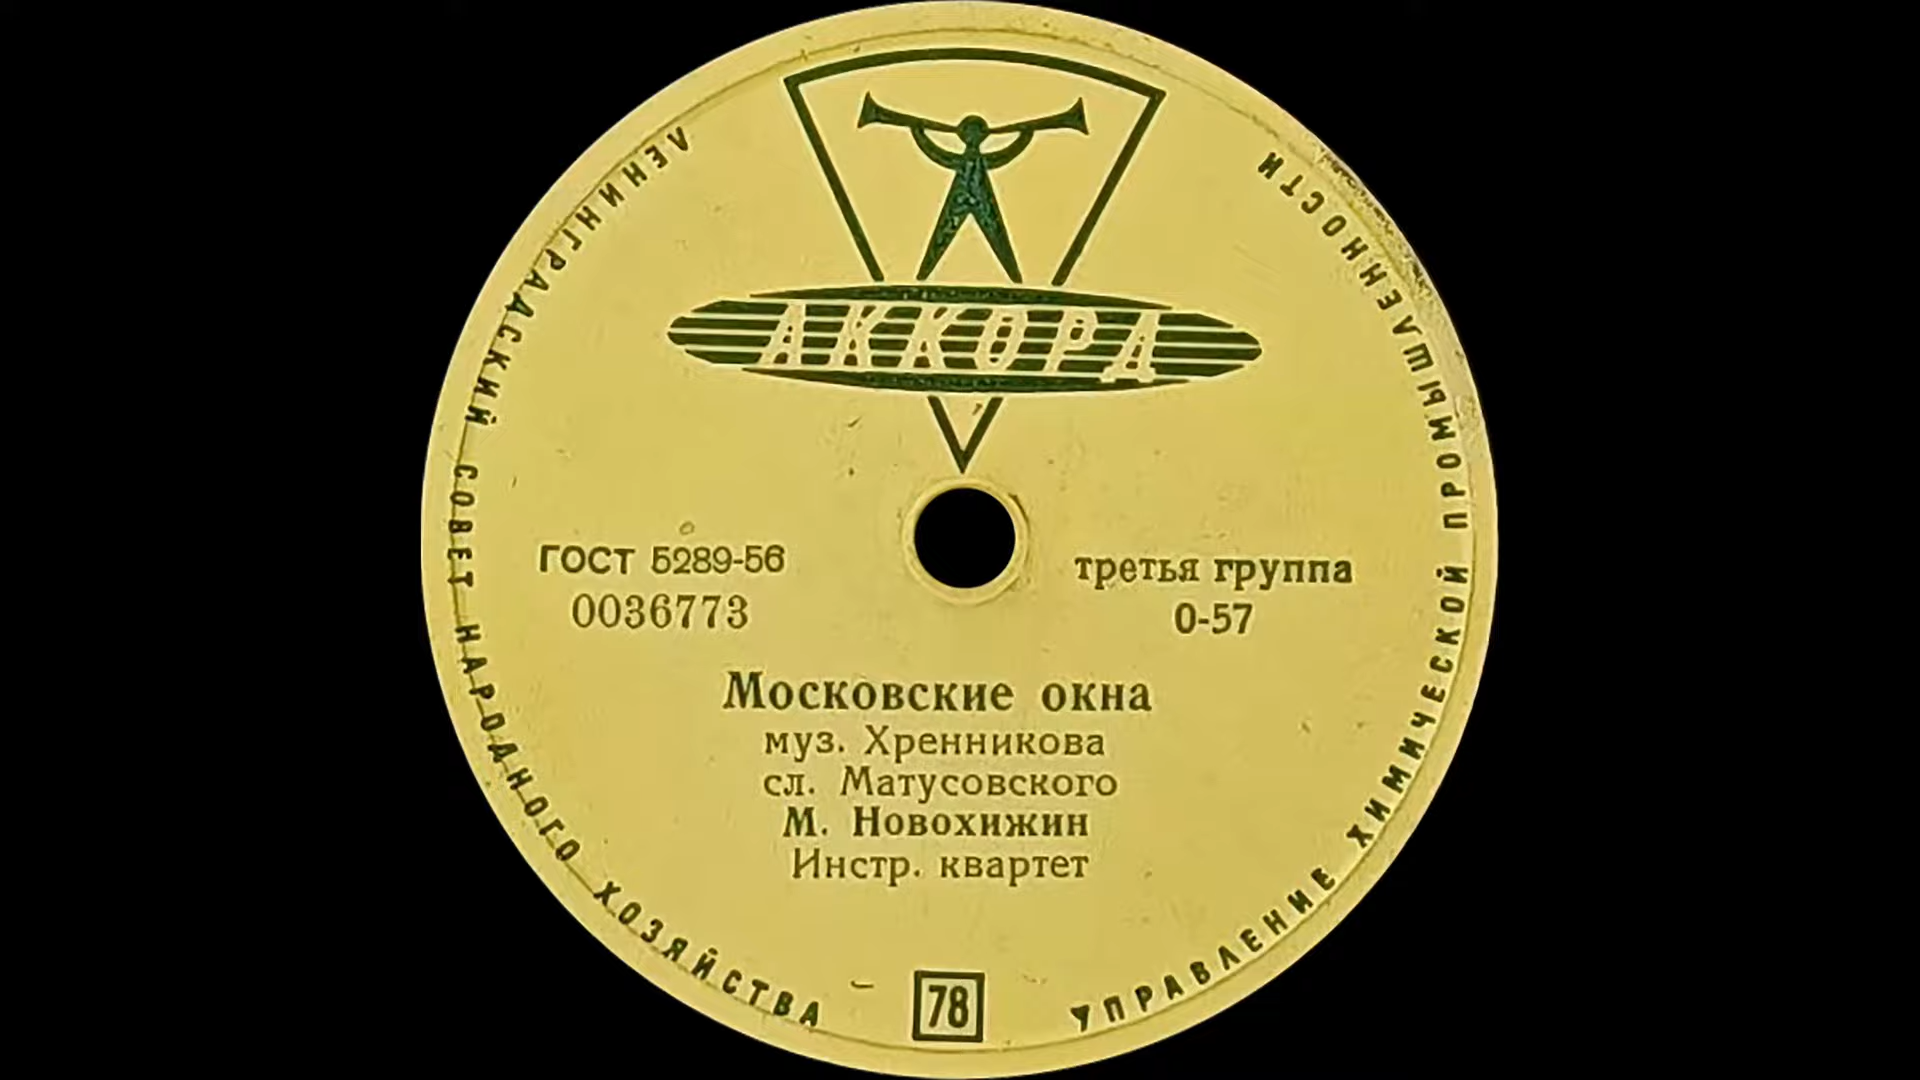 АККОРД
ЛЕНИНГРАДСКИЙ СОВЕТ НАРОДНОГО ХОЗЯЙСТВА
УПРАВЛЕНИЕ ХИМИЧЕСКОЙ ПРОМЫШЛЕННОСТИ
ГОСТ 5289-56
0036773
третья группа
0-57
Московские окна
муз. Хренникова
сл. Матусовского
М. Новохижин
Инстр. квартет
78